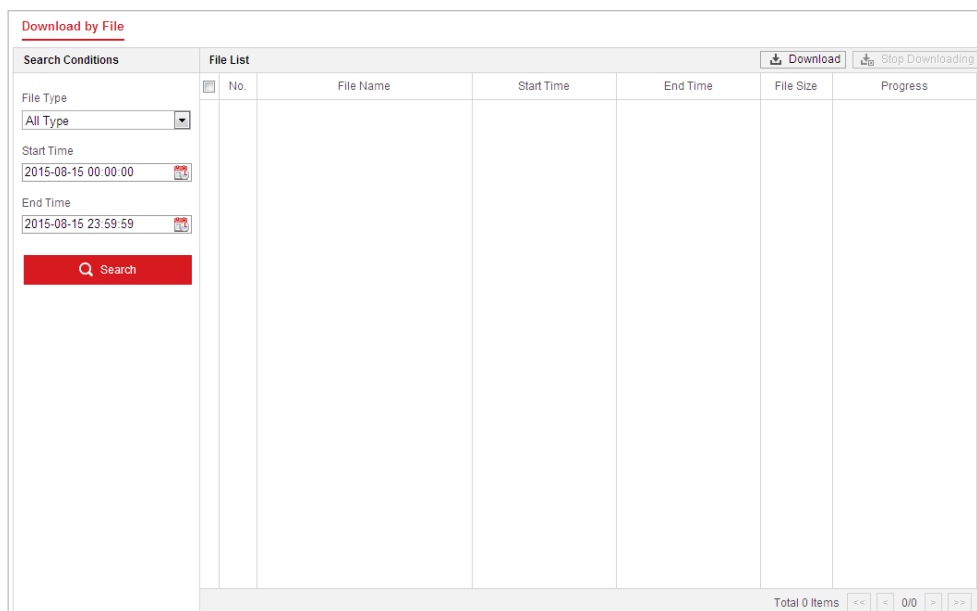 Download by File
Search Conditions
File List
Download
Stop Downloading
No.
File Name
Start Time
End Time
File Size
Progress
File Type
All Type
Start Time
2015-08-15 00:00:00
End Time
2015-08-15 23:59:59
Search
Total 0 Items << < 0/0 > >>